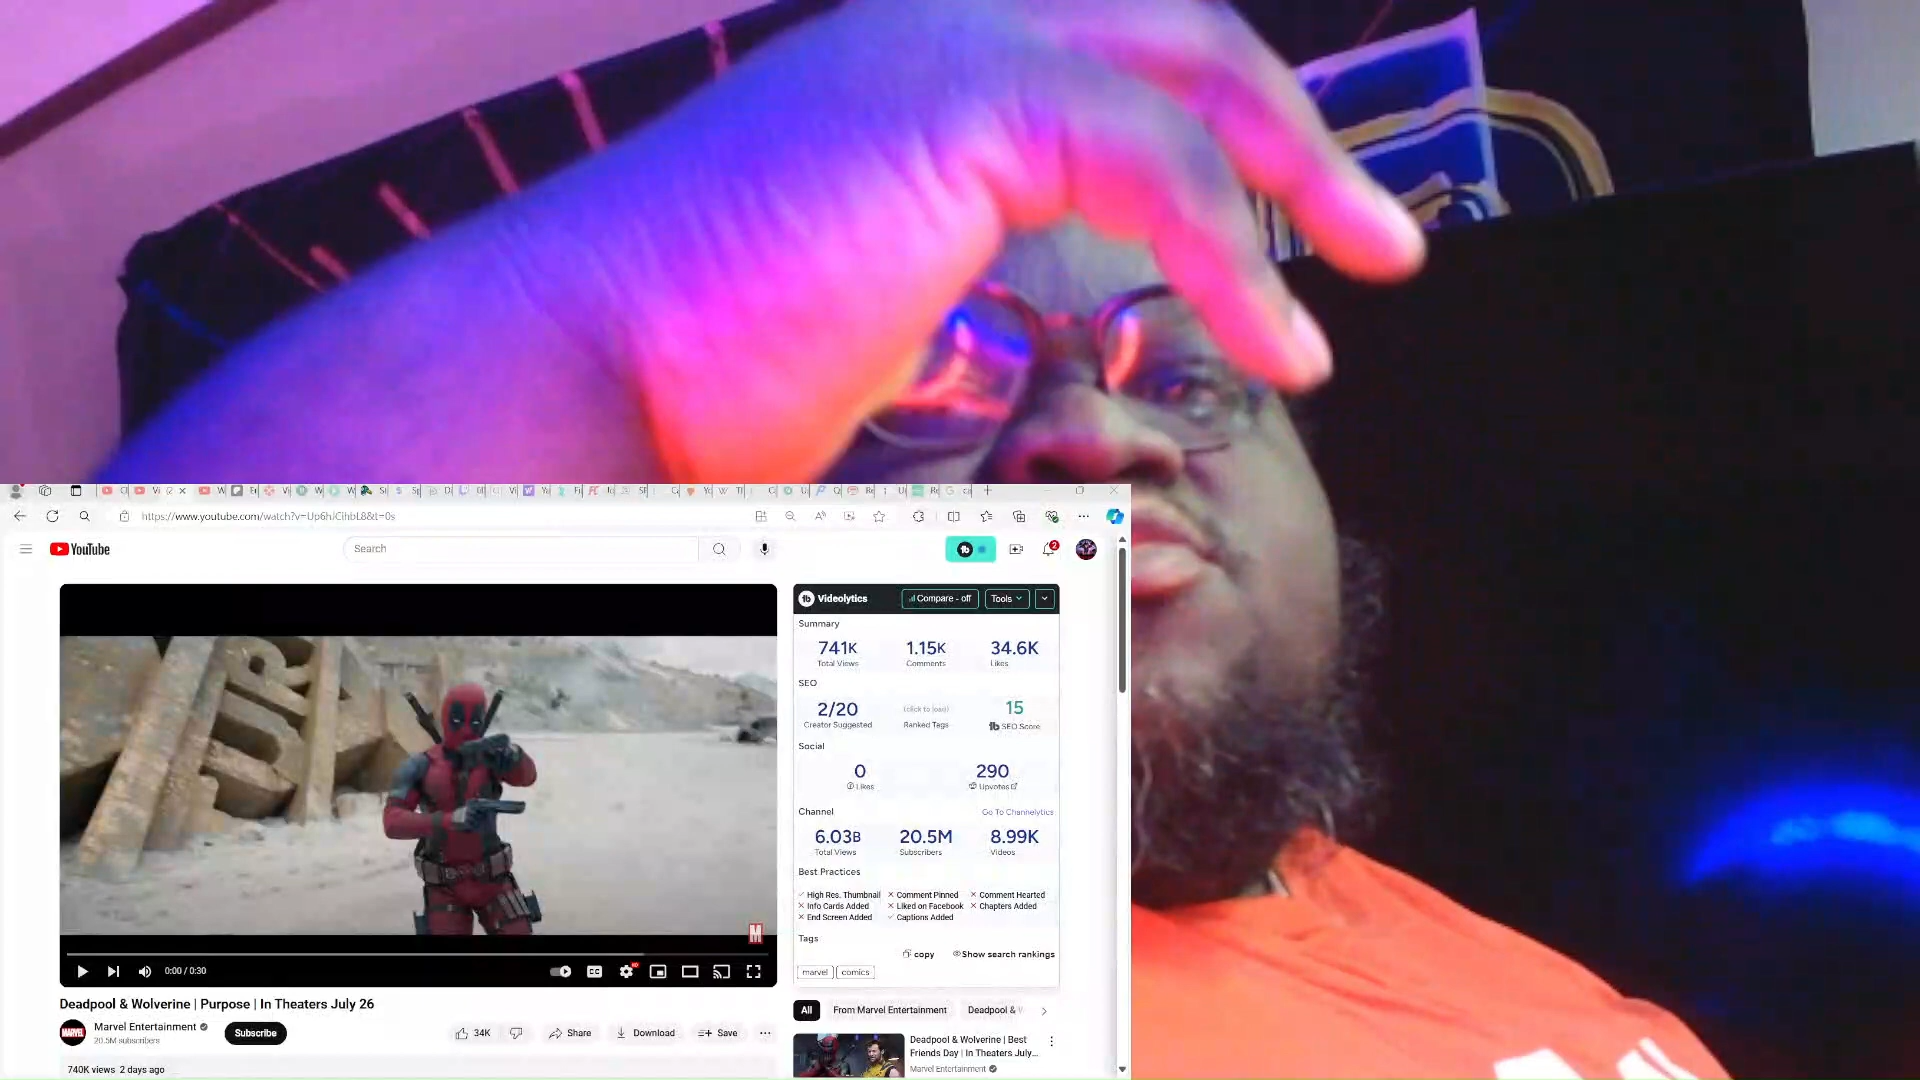 https://www.youtube.com/watch?v=Up6hJCihbL8&t=0s
YouTube
Search
2
Videolytics
Compare - off
Tools
Summary
741K
1.15K
34.6K
Total Views
Comments
Likes
SEO
2/20
(click to load)
15
Creator Suggested
Ranked Tags
SEO Score
Social
0
290
Likes
Upvotes
Channel
Go To Channelytics
6.03B
20.5M
8.99K
Total Views
Subscribers
Videos
Best Practices
High Res. Thumbnail
Comment Pinned
Comment Hearted
Info Cards Added
Liked on Facebook
Chapters Added
End Screen Added
Captions Added
Tags
copy
Show search rankings
marvel
comics
M
0:00 / 0:30
CC
Deadpool & Wolverine | Purpose | In Theaters July 26
MARVEL
Marvel Entertainment
20.5M subscribers
Subscribe
34K
Share
Download
Save
740K views 2 days ago
All
From Marvel Entertainment
Deadpool &
Deadpool & Wolverine | Best
Friends Day | In Theaters July...
Marvel Entertainment